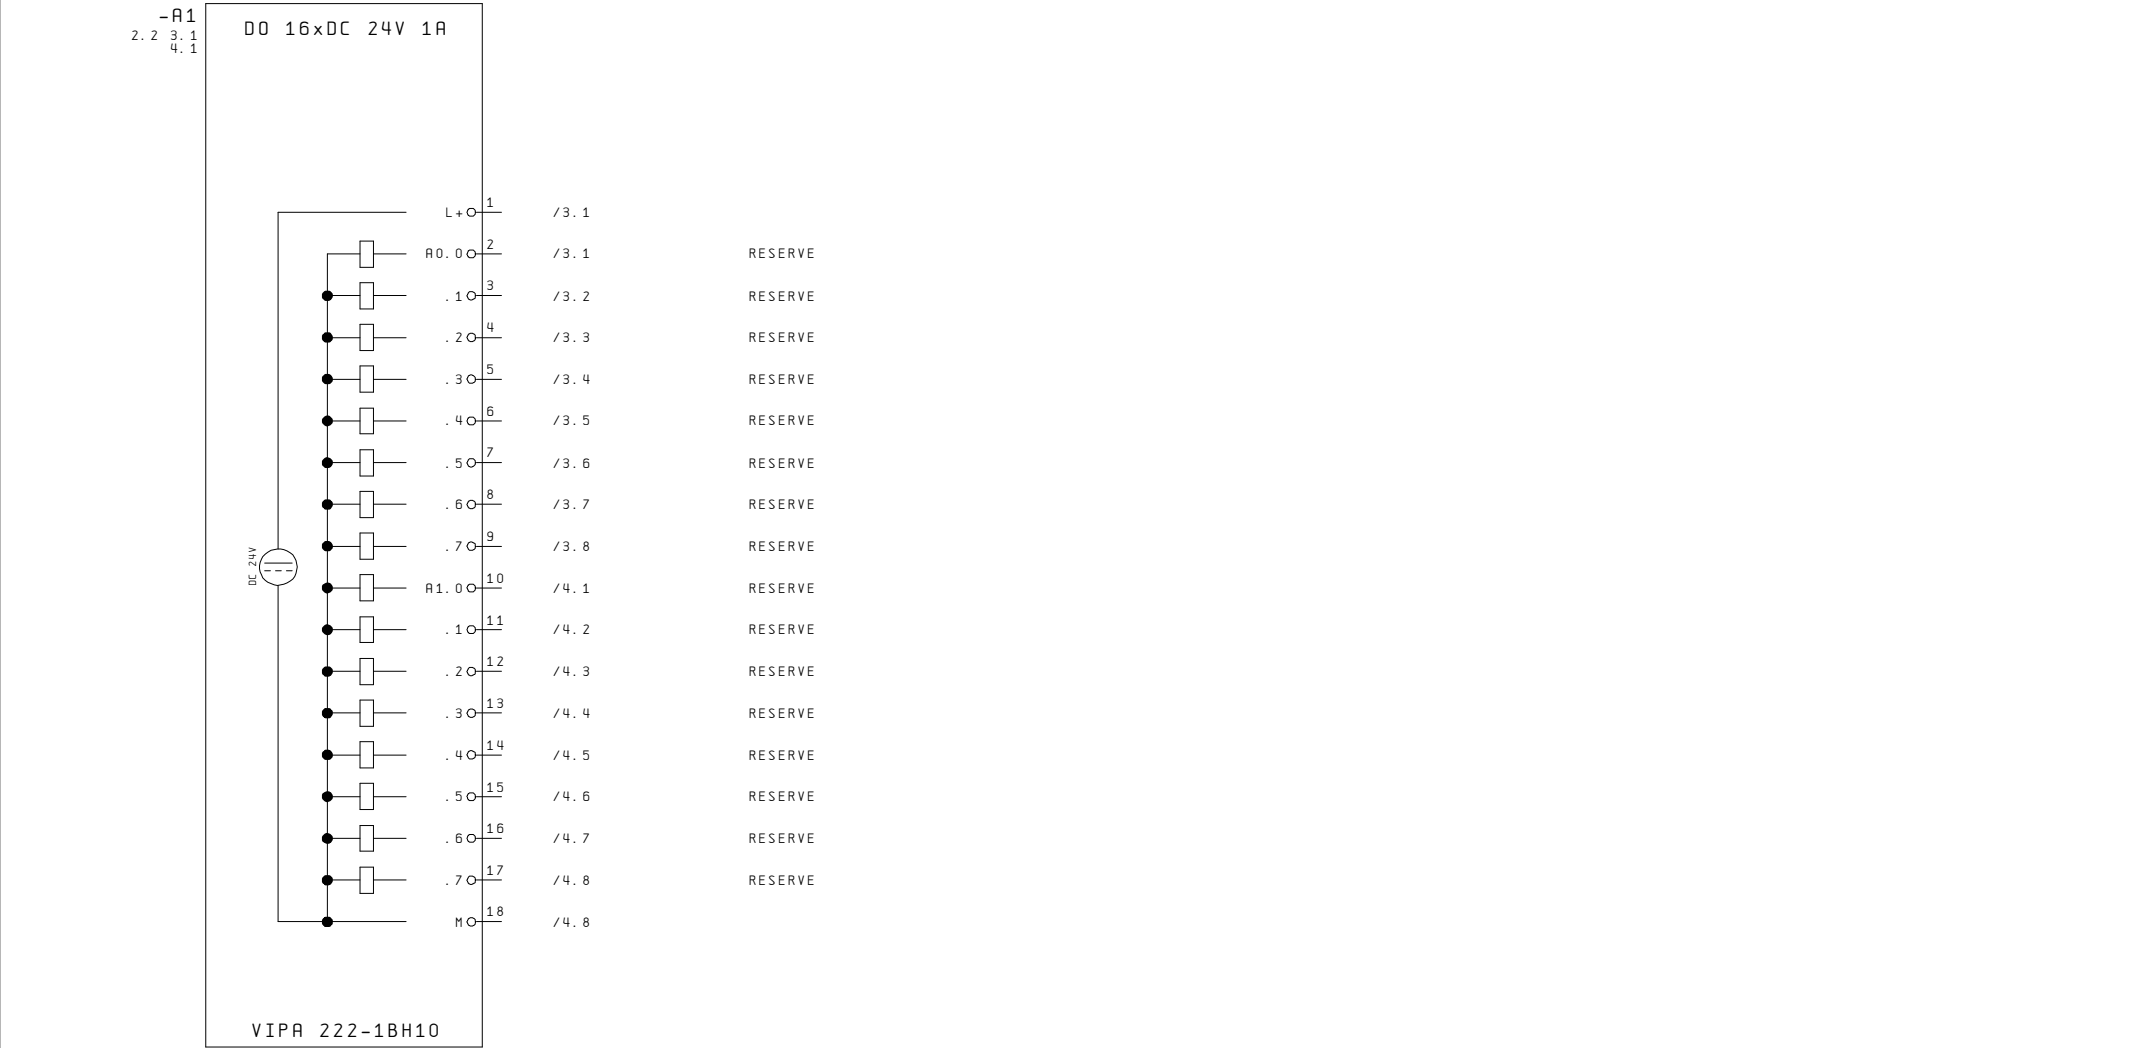 -A1
2.2 3.1
4.1
DO 16xDC 24V 1A
L+ 1 /3.1
A0.0 2 /3.1 RESERVE
.1 3 /3.2 RESERVE
.2 4 /3.3 RESERVE
.3 5 /3.4 RESERVE
.4 6 /3.5 RESERVE
.5 7 /3.6 RESERVE
.6 8 /3.7 RESERVE
.7 9 /3.8 RESERVE
DC 24V
A1.0 10 /4.1 RESERVE
.1 11 /4.2 RESERVE
.2 12 /4.3 RESERVE
.3 13 /4.4 RESERVE
.4 14 /4.5 RESERVE
.5 15 /4.6 RESERVE
.6 16 /4.7 RESERVE
.7 17 /4.8 RESERVE
M 18 /4.8
VIPA 222-1BH10